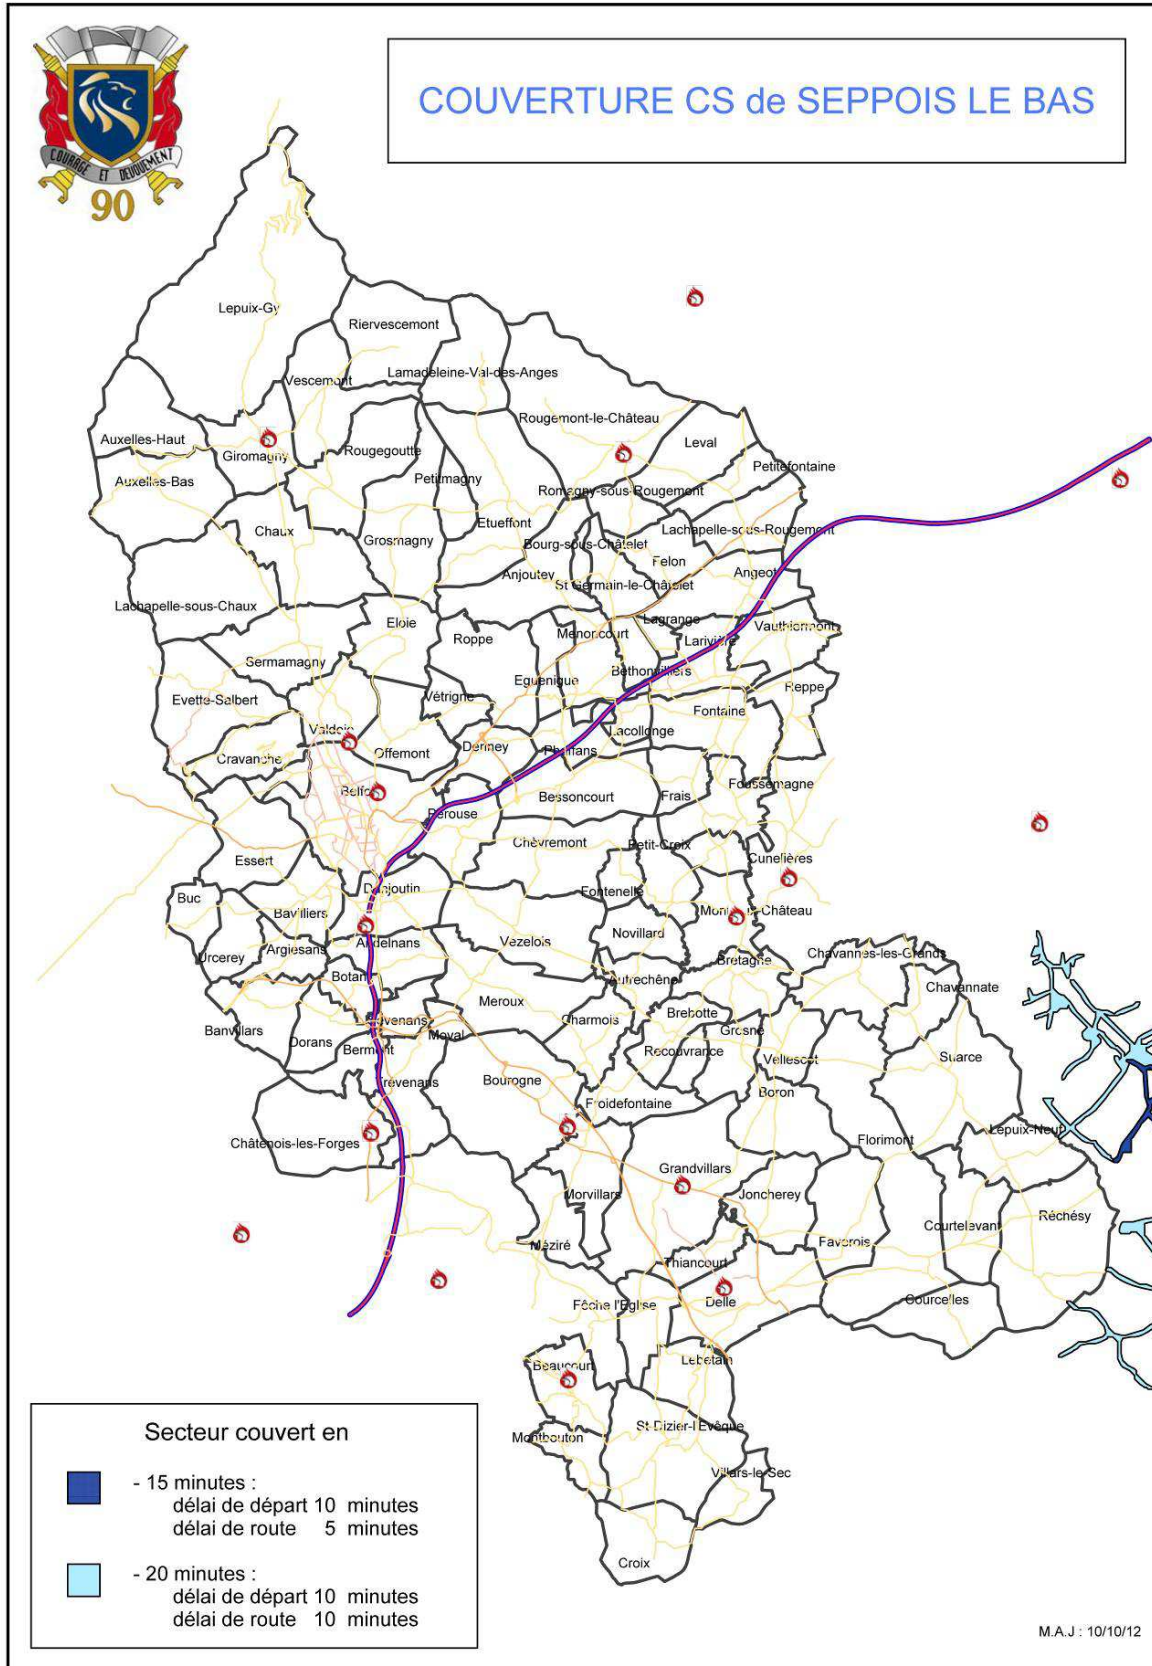 COURAGE ET DEVOUEMENT
90
COUVERTURE CS de SEPPOIS LE BAS
Lepuix-Gy
Riervescemont
Vescemont
Lamadeleine-Val-des-Anges
Rougemont-le-Château
Auxelles-Haut
Giromagny
Rougegoutte
Leval
Petitefontaine
Auxelles-Bas
Petitmagny
Romagny-sous-Rougemont
Chaux
Grosmagny
Etueffont
Lachapelle-sous-Rougemont
Bourg-sous-Châtelet
Felon
Anjoutey
St Germain-le-Châtelet
Angeot
Lachapelle-sous-Chaux
Eloie
Roppe
Menoncourt
Lagrange
Larivière
Vauthiermont
Sermamagny
Béthonvilliers
Evette-Salbert
Vétrigne
Eguenigue
Reppe
Fontaine
Valdoie
Offemont
Denney
Phaffans
Lacollonge
Cravanche
Belfort
Bessoncourt
Frais
Foussemagne
Pérouse
Chèvremont
Petit-Croix
Cunelières
Essert
Danjoutin
Fontenelle
Buc
Bavilliers
Montreux-Château
Novillard
Urcerey
Argiésans
Andelnans
Vézelois
Bretagne
Chavannes-les-Grands
Botans
Autrechêne
Chavannate
Meroux
Banvillars
Sévenans
Moval
Charmois
Brebotte
Grosne
Dorans
Bermont
Recouvrance
Vellescot
Suarce
Trévenans
Bourogne
Boron
Froidefontaine
Châtenois-les-Forges
Florimont
Lepuix-Neuf
Grandvillars
Morvillars
Joncherey
Réchésy
Courtelevant
Méziré
Faverois
Thiancourt
Fêche l'Eglise
Delle
Courcelles
Beaucourt
Lebetain
St-Dizier-l'Evêque
Montbouton
Villars-le-Sec
Croix
Secteur couvert en
- 15 minutes :
délai de départ 10 minutes
délai de route 5 minutes
- 20 minutes :
délai de départ 10 minutes
délai de route 10 minutes
M.A.J : 10/10/12